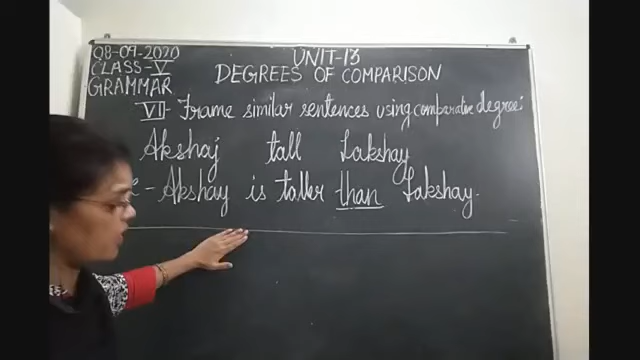 08-09-2020
CLASS-V
GRAMMAR
UNIT-13
DEGREES OF COMPARISON
VI - Frame similar sentences using comparative degree:
Akshaj tall Lakshay
- Akshay is taller than Lakshay.